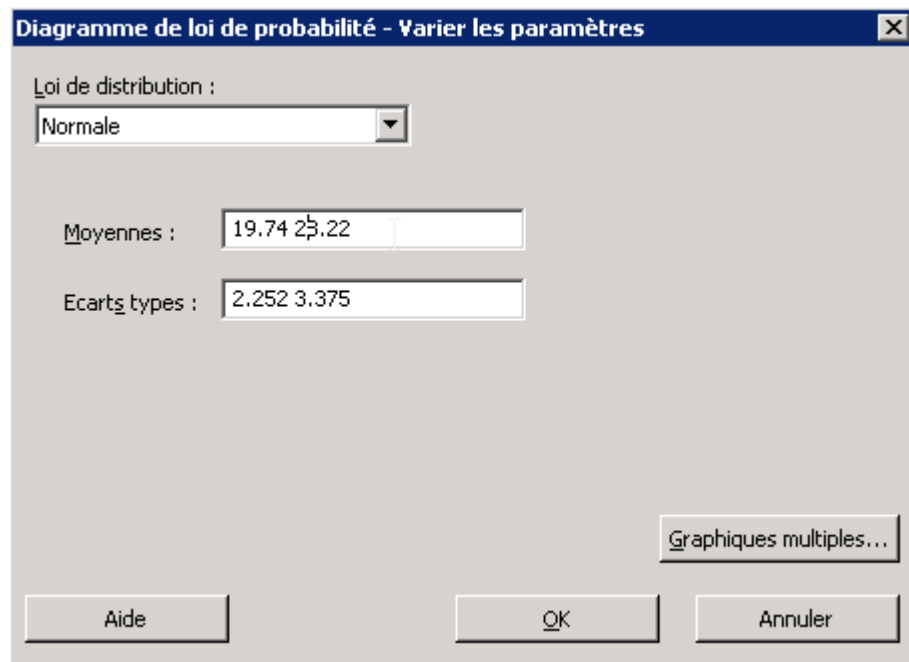 Diagramme de loi de probabilité - Varier les paramètres
Loi de distribution :
Normale
Moyennes : 19.74 23.22
Ecarts types : 2.252 3.375
Graphiques multiples...
Aide OK Annuler